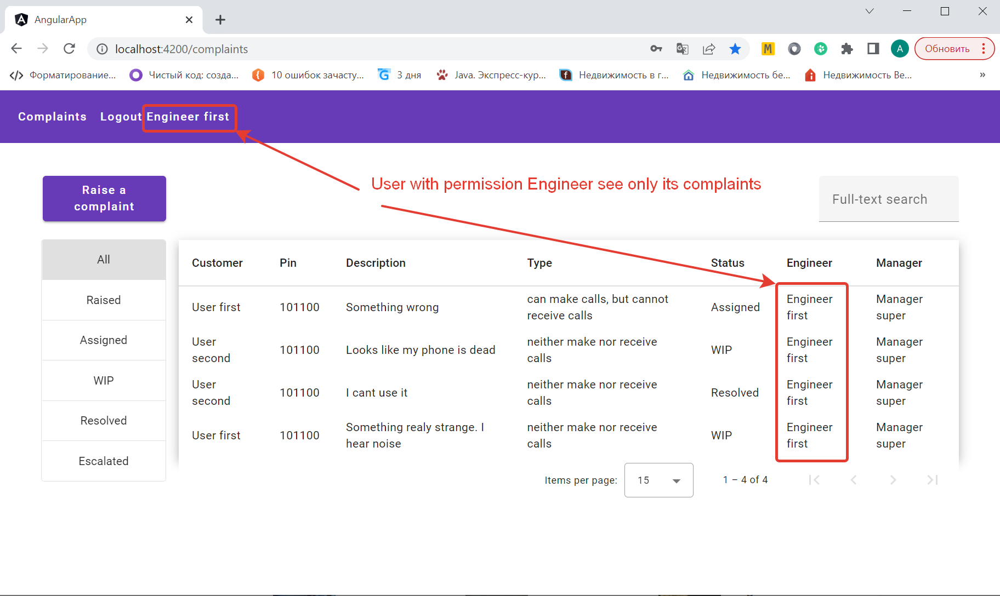 AngularApp
localhost:4200/complaints
Обновить
Форматирование...
Чистый код: созда...
10 ошибок зачасту...
3 дня
Java. Экспресс-кур...
Недвижимость в г...
Недвижимость бе...
Недвижимость Ве...
»
Complaints Logout Engineer first
User with permission Engineer see only its complaints
Raise a
complaint
Full-text search
All
Raised
Assigned
WIP
Resolved
Escalated
Customer Pin Description Type Status Engineer Manager
User first 101100 Something wrong can make calls, but cannot
receive calls Assigned Engineer
first Manager
super
User
second 101100 Looks like my phone is dead neither make nor receive
calls WIP Engineer
first Manager
super
User
second 101100 I cant use it neither make nor receive
calls Resolved Engineer
first Manager
super
User first 101100 Something realy strange. I
hear noise neither make nor receive
calls WIP Engineer
first Manager
super
Items per page: 15 1 – 4 of 4